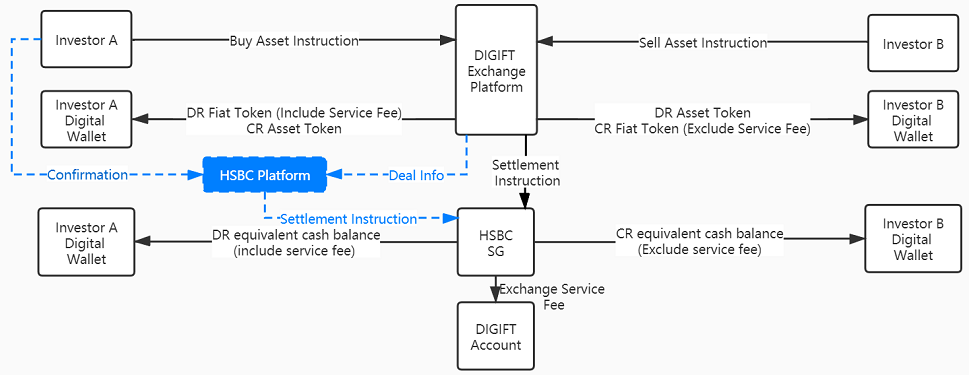 Investor A
Buy Asset Instruction
DIGIFT
Exchange
Platform
Sell Asset Instruction
Investor B
Investor A
Digital
Wallet
DR Fiat Token (Include Service Fee)
CR Asset Token
DR Asset Token
CR Fiat Token (Exclude Service Fee)
Investor B
Digital
Wallet
Confirmation
HSBC Platform
Deal Info
Settlement
Instruction
Settlement Instruction
Investor A
Digital
Wallet
DR equivalent cash balance
(include service fee)
HSBC
SG
CR equivalent cash balance
(Exclude service fee)
Investor B
Digital
Wallet
Exchange Service
Fee
DIGIFT
Account